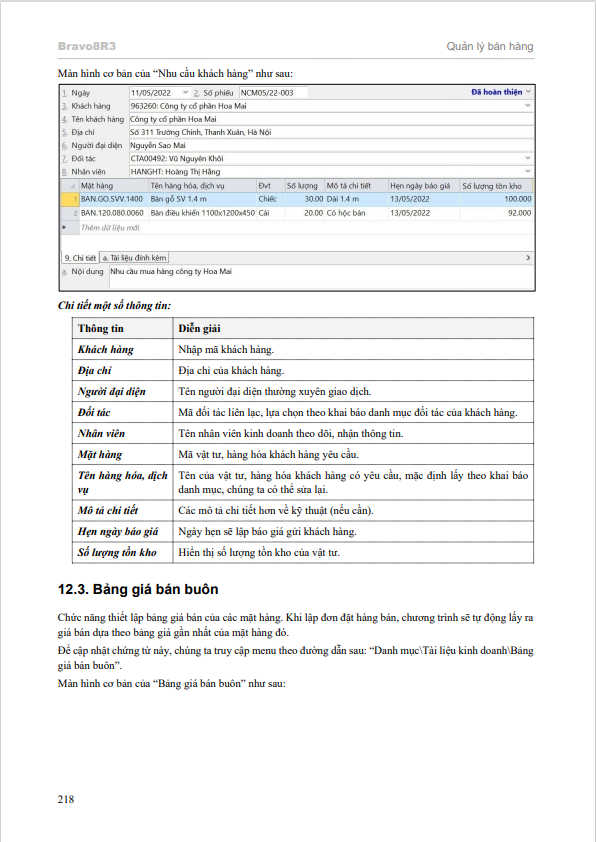 Bravo8R3 Quản lý bán hàng
Màn hình cơ bản của “Nhu cầu khách hàng” như sau:
1. Ngày 11/05/2022 2. Số phiếu NCM05/22-003 Đã hoàn thiện
3. Khách hàng 963260: Công ty cổ phần Hoa Mai
4. Tên khách hàng Công ty cổ phần Hoa Mai
5. Địa chỉ Số 311 Trường Chinh, Thanh Xuân, Hà Nội
6. Người đại diện Nguyễn Sao Mai
7. Đối tác CTA00492: Vũ Nguyên Khôi
8. Nhân viên HANGHT: Hoàng Thị Hằng
Mặt hàng Tên hàng hóa, dịch vụ Đvt Số lượng Mô tả chi tiết Hẹn ngày báo giá Số lượng tồn kho
1 BAN.GO.SVV.1400 Bàn gỗ SV 1.4 m Chiếc 30.00 Dài 1.4 m 13/05/2022 100.000
2 BAN.120.080.0060 Bàn điều khiển 1100x1200x450 Cái 20.00 Có hộc bàn 13/05/2022 92.000
* Thêm dữ liệu mới
9. Chi tiết a. Tài liệu đính kèm
a. Nội dung Nhu cầu mua hàng công ty Hoa Mai
Chi tiết một số thông tin:
Thông tin Diễn giải
Khách hàng Nhập mã khách hàng.
Địa chỉ Địa chỉ của khách hàng.
Người đại diện Tên người đại diện thường xuyên giao dịch.
Đối tác Mã đối tác liên lạc, lựa chọn theo khai báo danh mục đối tác của khách hàng.
Nhân viên Tên nhân viên kinh doanh theo dõi, nhận thông tin.
Mặt hàng Mã vật tư, hàng hóa khách hàng yêu cầu.
Tên hàng hóa, dịch Tên của vật tư, hàng hóa khách hàng có yêu cầu, mặc định lấy theo khai báo
vụ danh mục, chúng ta có thể sửa lại.
Mô tả chi tiết Các mô tả chi tiết hơn về kỹ thuật (nếu cần).
Hẹn ngày báo giá Ngày hẹn sẽ lập báo giá gửi khách hàng.
Số lượng tồn kho Hiển thị số lượng tồn kho của vật tư.
12.3. Bảng giá bán buôn
Chức năng thiết lập bảng giá bán của các mặt hàng. Khi lập đơn đặt hàng bán, chương trình sẽ tự động lấy ra
giá bán dựa theo bảng giá gần nhất của mặt hàng đó.
Để cập nhật chứng từ này, chúng ta truy cập menu theo đường dẫn sau: “Danh mục\Tài liệu kinh doanh\Bảng
giá bán buôn”.
Màn hình cơ bản của “Bảng giá bán buôn” như sau:
218